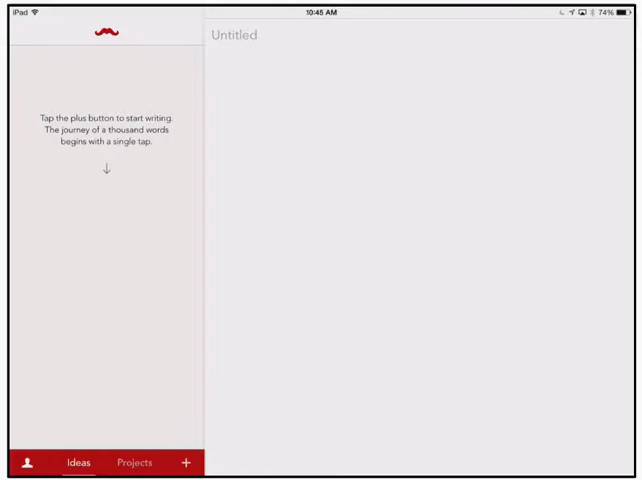 iPad 10:45 AM 74%
Untitled
Tap the plus button to start writing.
The journey of a thousand words
begins with a single tap.
Ideas Projects +